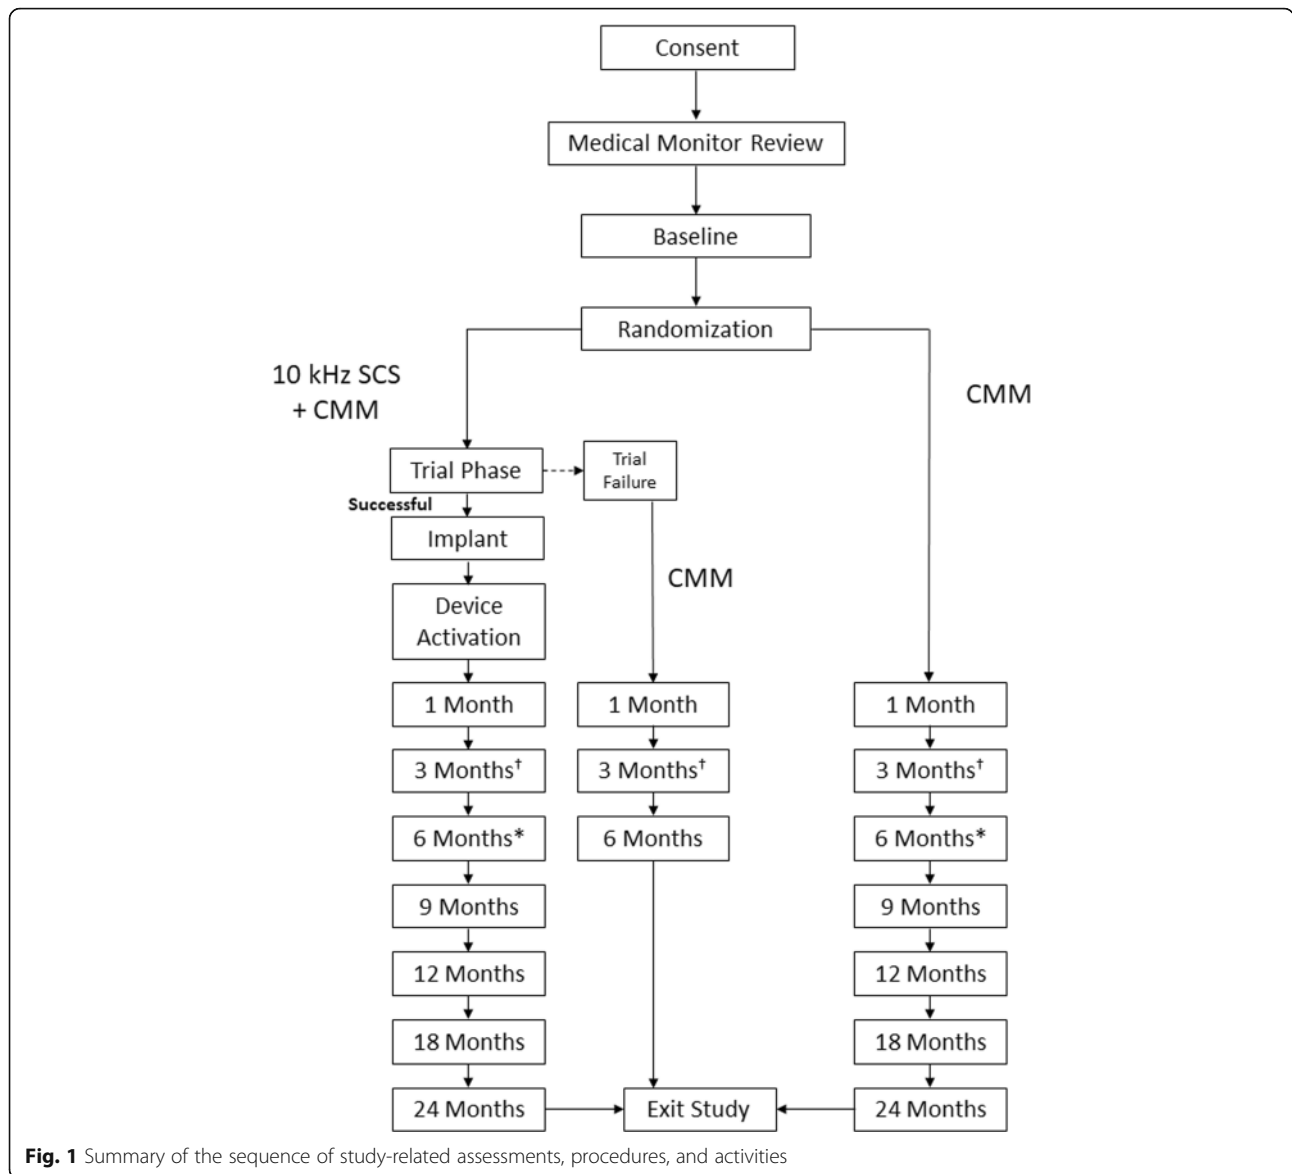 Consent
Medical Monitor Review
Baseline
Randomization
10 kHz SCS
+ CMM
CMM
Trial Phase
Trial
Failure
Successful
Implant
CMM
Device
Activation
1 Month
1 Month
1 Month
3 Months†
3 Months†
3 Months†
6 Months*
6 Months
6 Months*
9 Months
9 Months
12 Months
12 Months
18 Months
18 Months
24 Months
Exit Study
24 Months
Fig. 1 Summary of the sequence of study-related assessments, procedures, and activities